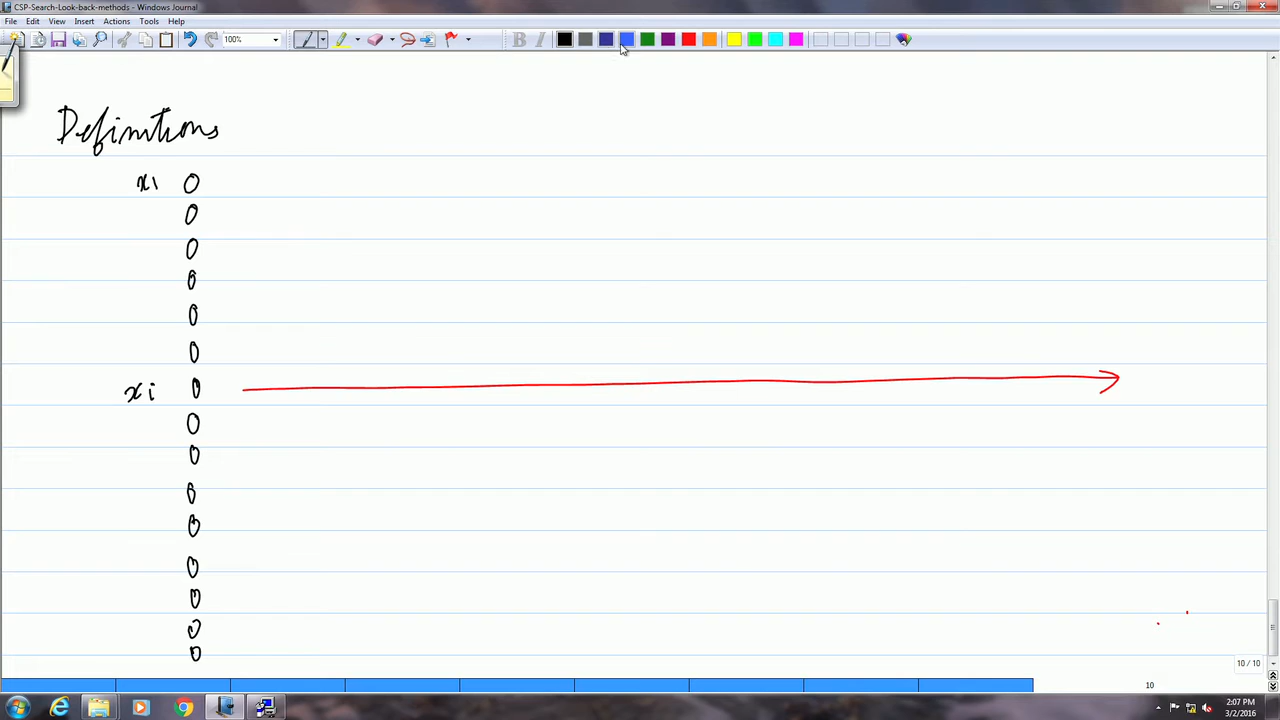 CSP-Search-Look-back-methods - Windows Journal
File Edit View Insert Actions Tools Help
100% B I
Definitions
x1 0
0
0
0
0
0
xi 0
0
0
0
0
0
0
0
0
10 / 10
10
2:07 PM
3/2/2016